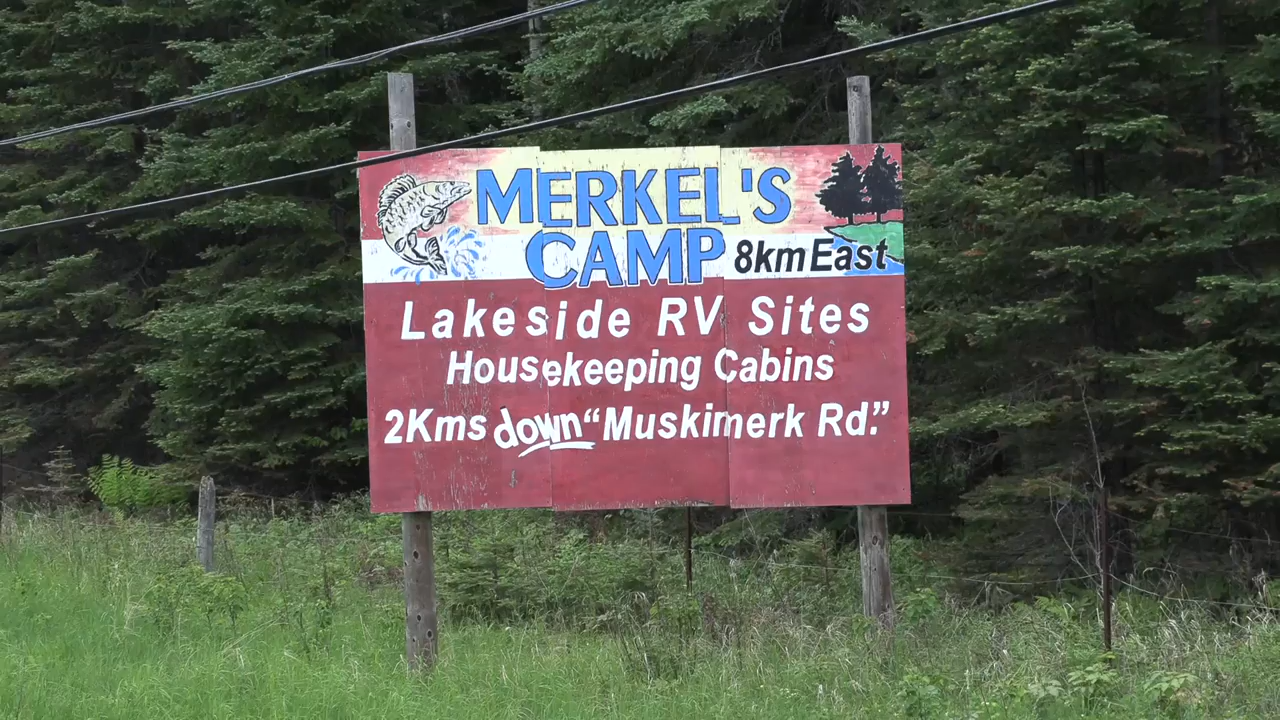 MERKEL'S
CAMP 8km East
Lakeside RV Sites
Housekeeping Cabins
2Kms down "Muskimerk Rd."